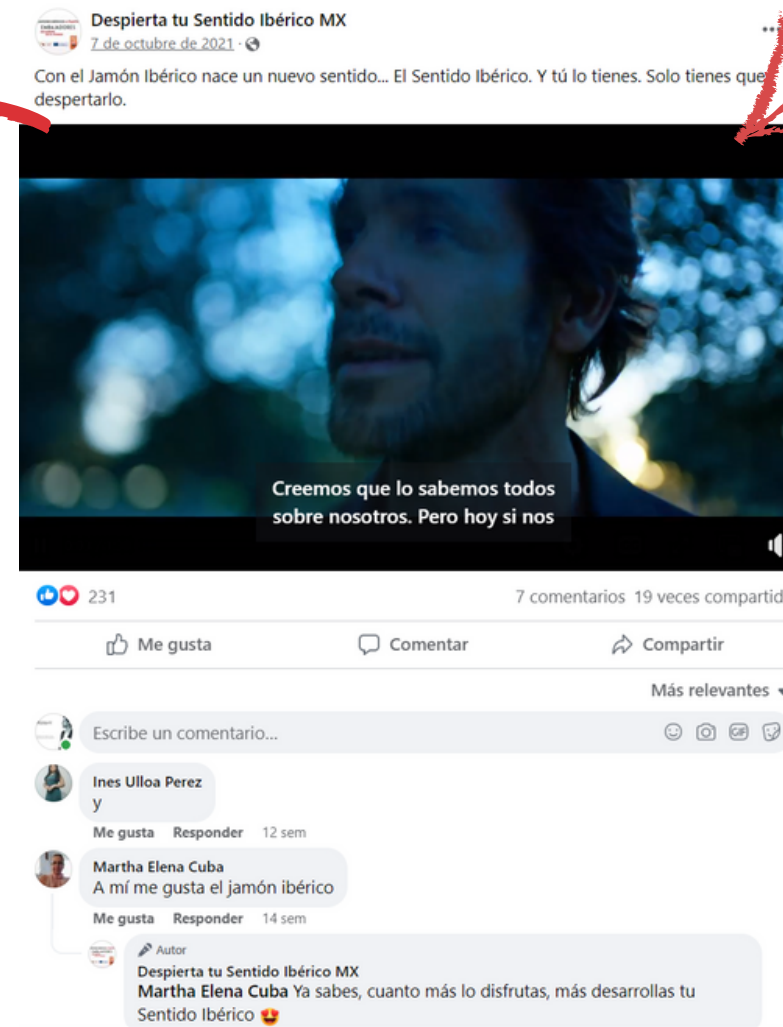 Despierta tu Sentido Ibérico MX
7 de octubre de 2021 ·
Con el Jamón Ibérico nace un nuevo sentido... El Sentido Ibérico. Y tú lo tienes. Solo tienes que
despertarlo.
Creemos que lo sabemos todos
sobre nosotros. Pero hoy si nos
231
7 comentarios 19 veces compartid
Me gusta Comentar Compartir
Más relevantes
Escribe un comentario...
GIF
Ines Ulloa Perez
y
Me gusta Responder 12 sem
Martha Elena Cuba
A mí me gusta el jamón ibérico
Me gusta Responder 14 sem
Autor
Despierta tu Sentido Ibérico MX
Martha Elena Cuba Ya sabes, cuanto más lo disfrutas, más desarrollas tu
Sentido Ibérico 😍